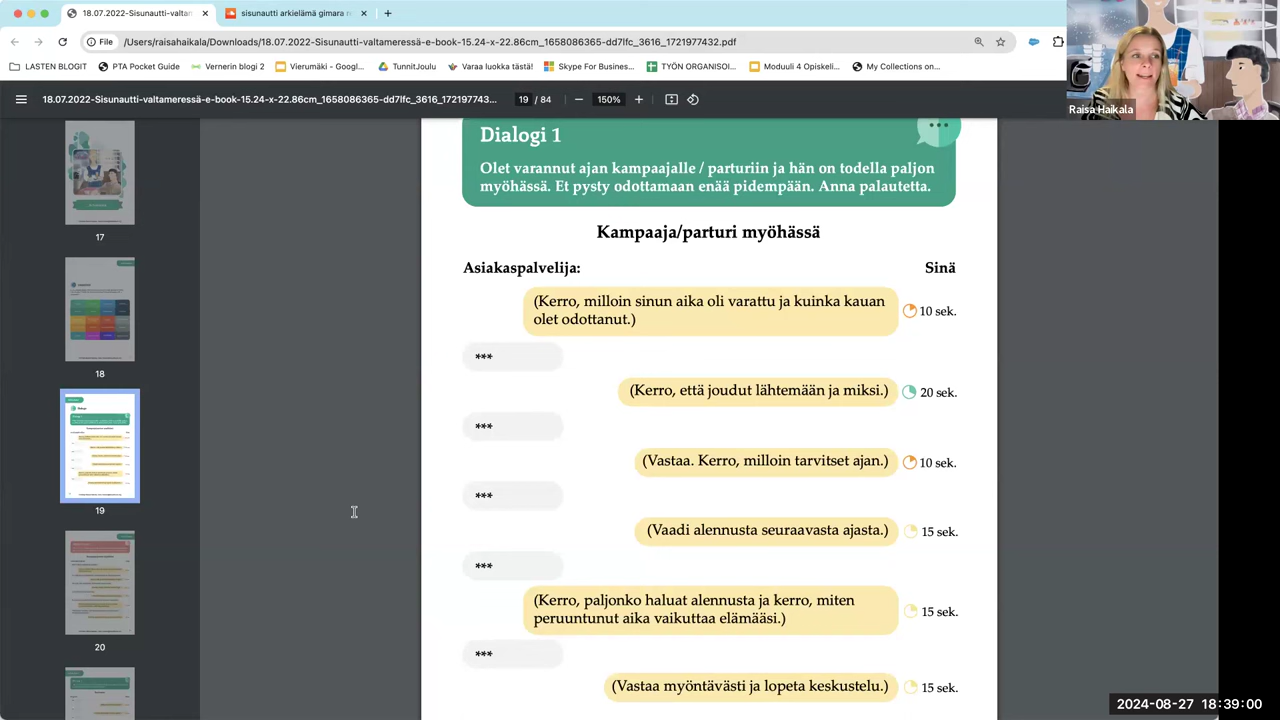 18.07.2022-Sisunautti-valtam
sisunautti arkielämä gimara
File
/Users/raisahaikala/Downloads/18.07.2022-Sisunautti-valtameressä-e-book-15.24-x-22.86cm_1658086365-dd7lfc_3616_1721977432.pdf
LASTEN BLOGIT
PTA Pocket Guide
Vernerin blogi 2
Vierumäki - Googl...
TunnitJoulu
Varaa luokka tästä!
Skype For Busines...
TYÖN ORGANISOI...
Moduuli 4 Opiskeli...
My Collections on...
18.07.2022-Sisunautti-valtameressä-e-book-15.24-x-22.86cm_1658086365-dd7lfc_3616_172197743...
19 / 84
150%
Raisa Haikala
17
18
19
20
Dialogi 1
Olet varannut ajan kampaajalle / parturiin ja hän on todella paljon
myöhässä. Et pysty odottamaan enää pidempään. Anna palautetta.
Kampaaja/parturi myöhässä
Asiakaspalvelija:
Sinä
(Kerro, milloin sinun aika oli varattu ja kuinka kauan
olet odottanut.)
10 sek.
***
(Kerro, että joudut lähtemään ja miksi.)
20 sek.
***
(Vastaa. Kerro, milloin tarvitset ajan.)
10 sek.
***
(Vaadi alennusta seuraavasta ajasta.)
15 sek.
***
(Kerro, paljonko haluat alennusta ja kerro, miten
peruuntunut aika vaikuttaa elämääsi.)
15 sek.
***
(Vastaa myöntävästi ja lopeta keskustelu.)
15 sek.
2024-08-27 18:39:00